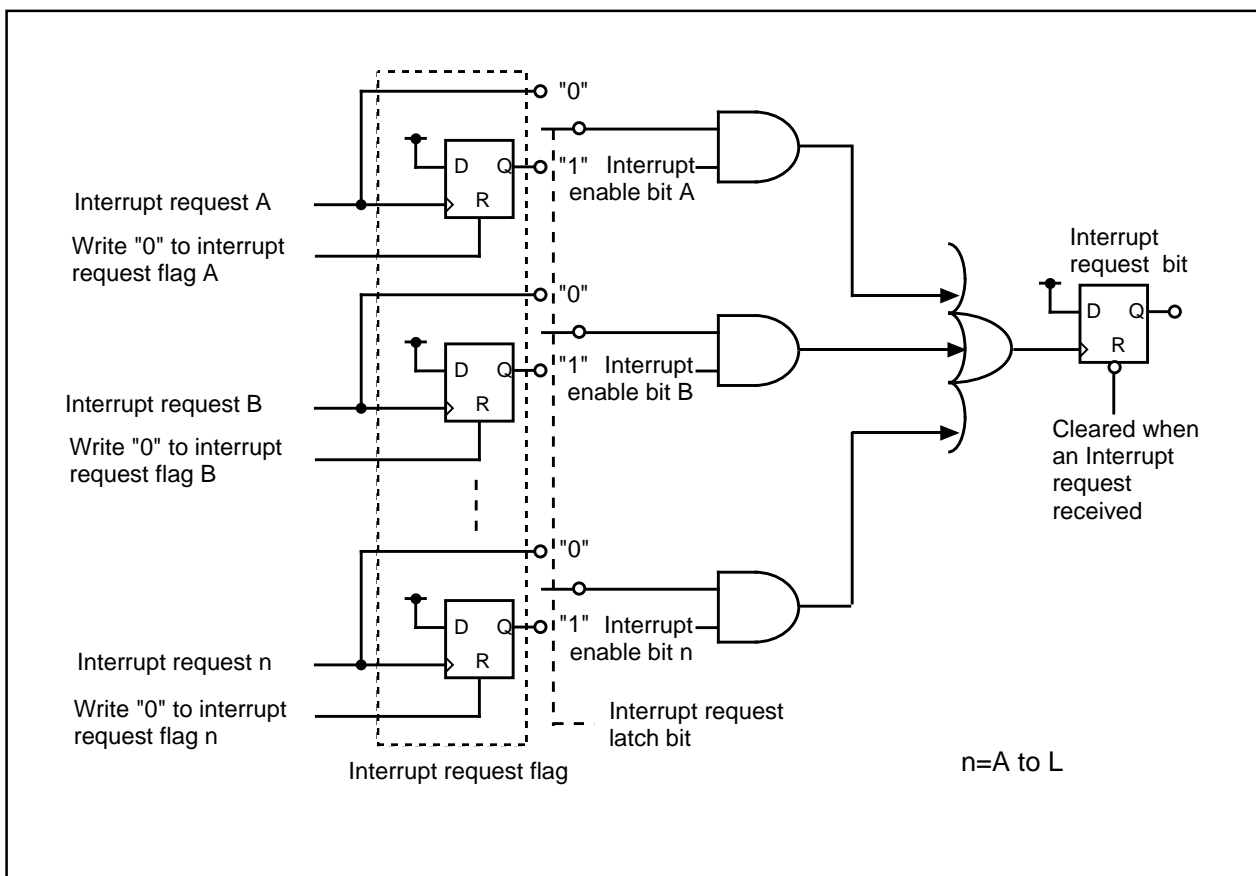 "0"
D
Q
R
"1"
Interrupt
enable bit A
Interrupt request A
Write "0" to interrupt
request flag A
"0"
D
Q
R
"1"
Interrupt
enable bit B
Interrupt request B
Write "0" to interrupt
request flag B
Interrupt
request bit
D
Q
R
Cleared when
an Interrupt
request
received
"0"
D
Q
R
"1"
Interrupt
enable bit n
Interrupt request n
Write "0" to interrupt
request flag n
Interrupt request
latch bit
Interrupt request flag
n=A to L